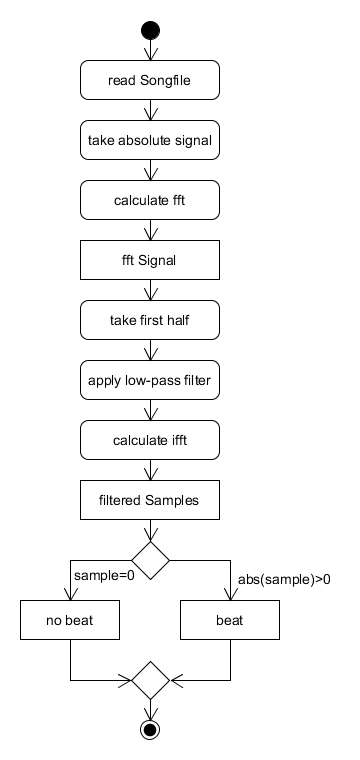 read Songfile
take absolute signal
calculate fft
fft Signal
take first half
apply low-pass filter
calculate ifft
filtered Samples
sample=0
abs(sample)>0
no beat
beat